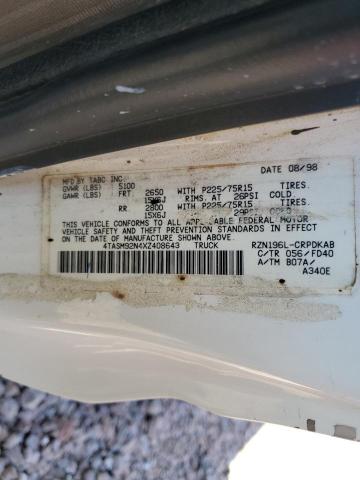 MFD BY TABC INC. DATE 08/98
GVWR (LBS) 5100
GAWR (LBS) FRT 2650 WITH P225/75R15 TIRES.
15X6J RIMS. AT 26PSI COLD
RR 2800 WITH P225/75R15 TIRES.
15X6J
THIS VEHICLE CONFORMS TO ALL APPLICABLE FEDERAL MOTOR
VEHICLE SAFETY AND THEFT PREVENTION STANDARDS IN EFFECT
ON THE DATE OF MANUFACTURE SHOWN ABOVE.
4TASM92N4XZ408643 TRUCK RZN196L-CRPDKAB
C/TR 056/FD40
A/TM B07A/
A340E